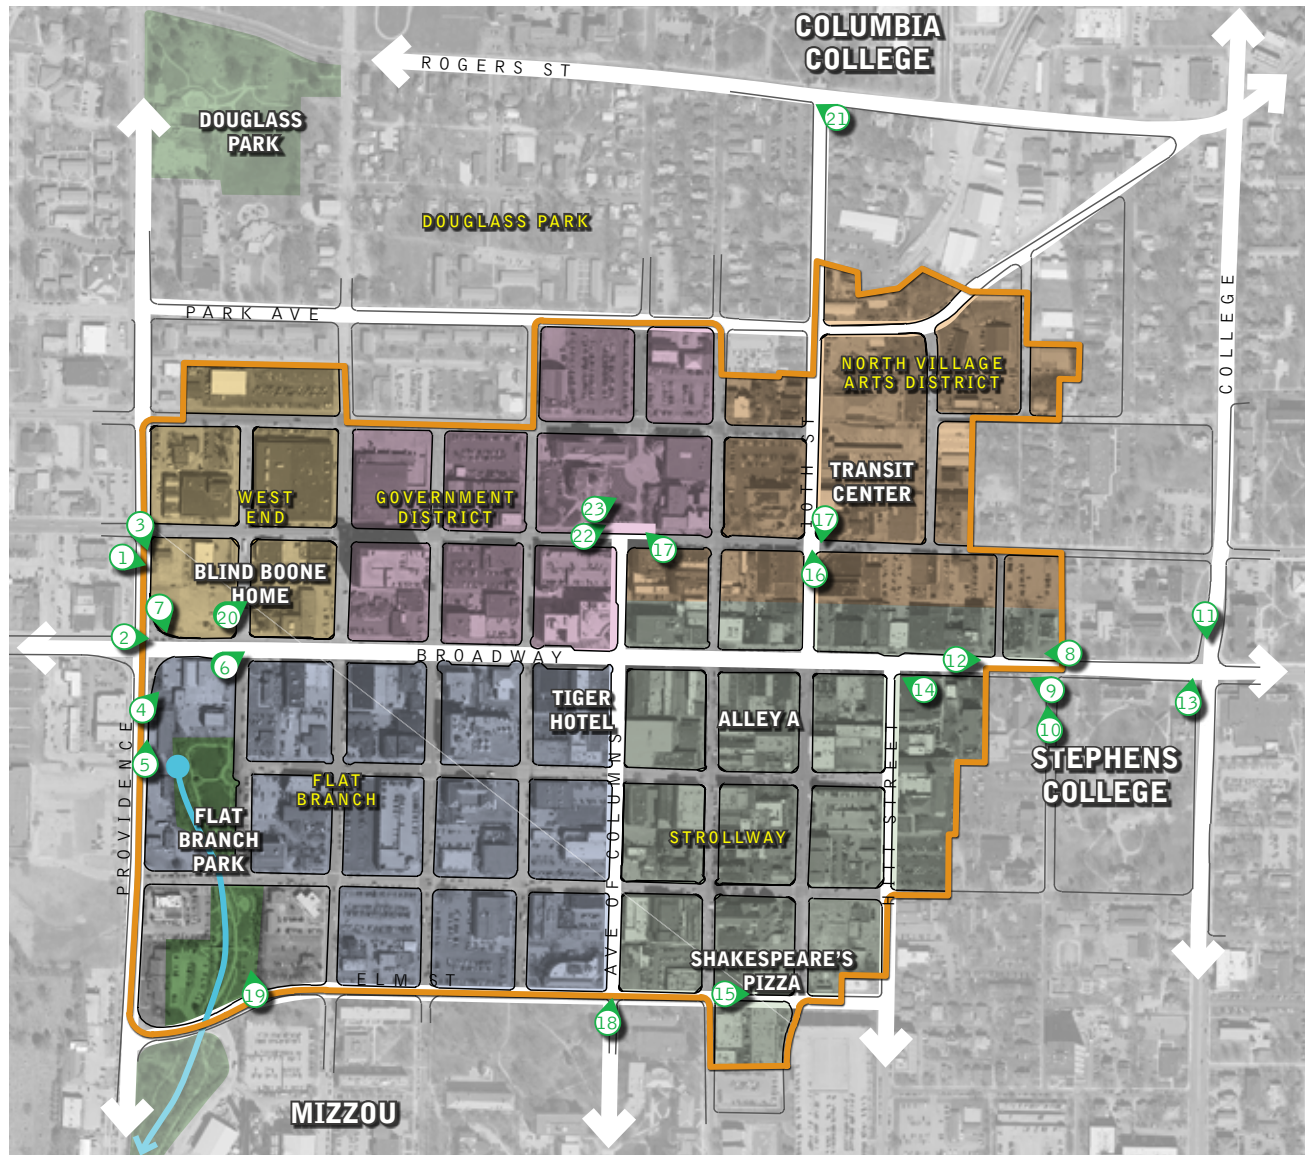 COLUMBIA
COLLEGE
ROGERS ST
21
DOUGLASS
PARK
DOUGLASS PARK
COLLEGE
PARK AVE
NORTH VILLAGE
ARTS DISTRICT
10TH ST
TRANSIT
CENTER
WEST
END
GOVERNMENT
DISTRICT
23
22
17
17
3
1
BLIND BOONE
HOME
16
7
20
2
11
BROADWAY
6
12
8
14
9
13
10
4
5
TIGER
HOTEL
ALLEY A
STEPHENS
COLLEGE
PROVIDENCE
FLAT
BRANCH
AVE OF COLUMNS
HITT STREET
STROLLWAY
FLAT
BRANCH
PARK
SHAKESPEARE'S
PIZZA
ELM ST
19
15
18
MIZZOU